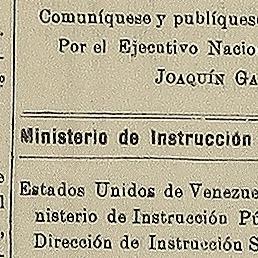 Comuníquese y publíquese
Por el Ejecutivo Nacio
JOAQUÍN GA
Ministerio de Instrucción
Estados Unidos de Venezue
nisterio de Instrucción Pú
Dirección de Instrucción S